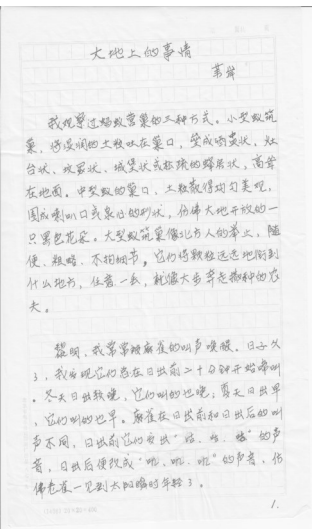 大地上的事情
苇岸
我观察过蚂蚁营巢的三种方式。小型蚁筑
巢，将湿润的土粒吐在巢口，垒成酒盅状、灶
台状、坟冢状、城堡状或松疏的蜂房状，高耸
在地面。中型蚁的巢口，土粒散得均匀美观，
围成喇叭口或泉心的形状，仿佛大地开放的一
只黑色花朵。大型蚁筑巢像北方人的举止，随
便、粗略、不拘细节，它们将颗粒远远地衔到
什么地方，任意一丢，就像大步奔走撒种的农
夫。
黎明，我常常被麻雀的叫声唤醒。日子久
了，我发现它们总在日出前二十分钟开始啼叫
。冬天日出较晚，它们叫的也晚；夏天日出早
，它们叫的也早。麻雀在日出前和日出后的叫
声不同，日出前它们发出“鸟、鸟、鸟”的声
音，日出后便改成“喳、喳、喳”的声音，仿
佛麻雀一见到太阳瞬时年轻了。
1.